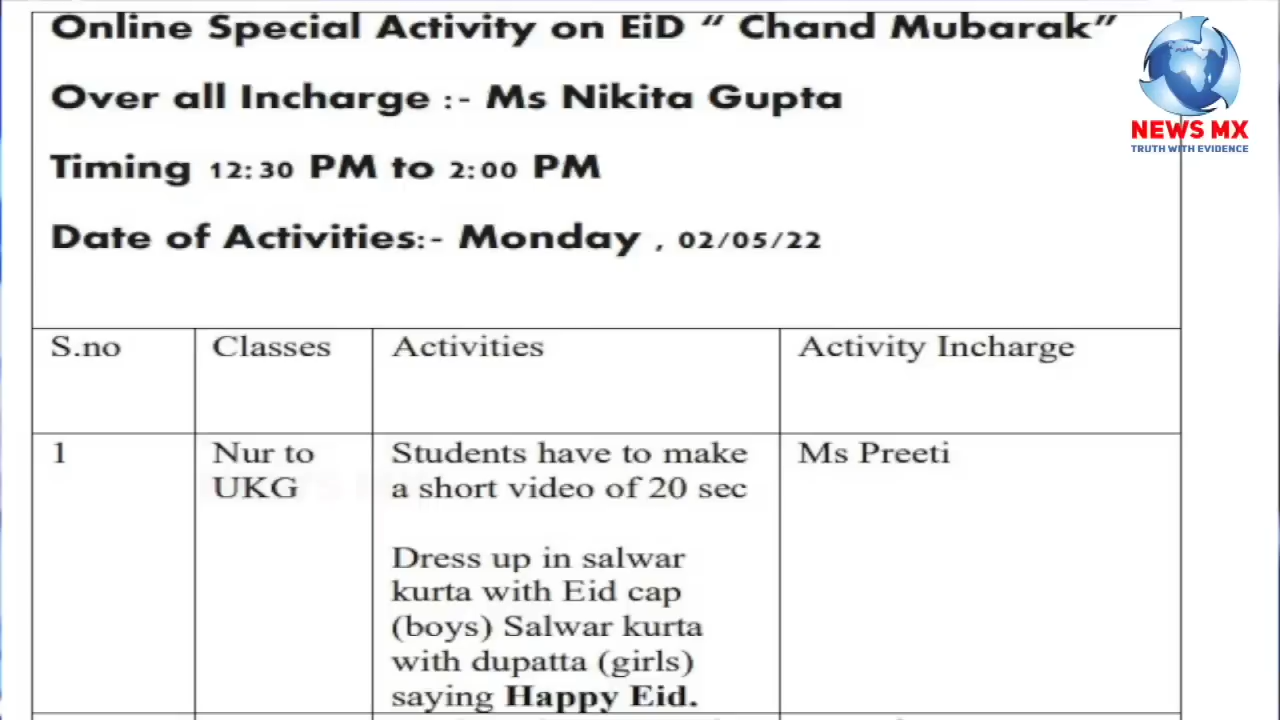 Online Special Activity on EiD “ Chand Mubarak”
Over all Incharge :- Ms Nikita Gupta
Timing 12:30 PM to 2:00 PM
Date of Activities:- Monday , 02/05/22
NEWS MX
TRUTH WITH EVIDENCE
S.no Classes Activities Activity Incharge
1 Nur to Students have to make Ms Preeti
UKG a short video of 20 sec
Dress up in salwar
kurta with Eid cap
(boys) Salwar kurta
with dupatta (girls)
saying Happy Eid.